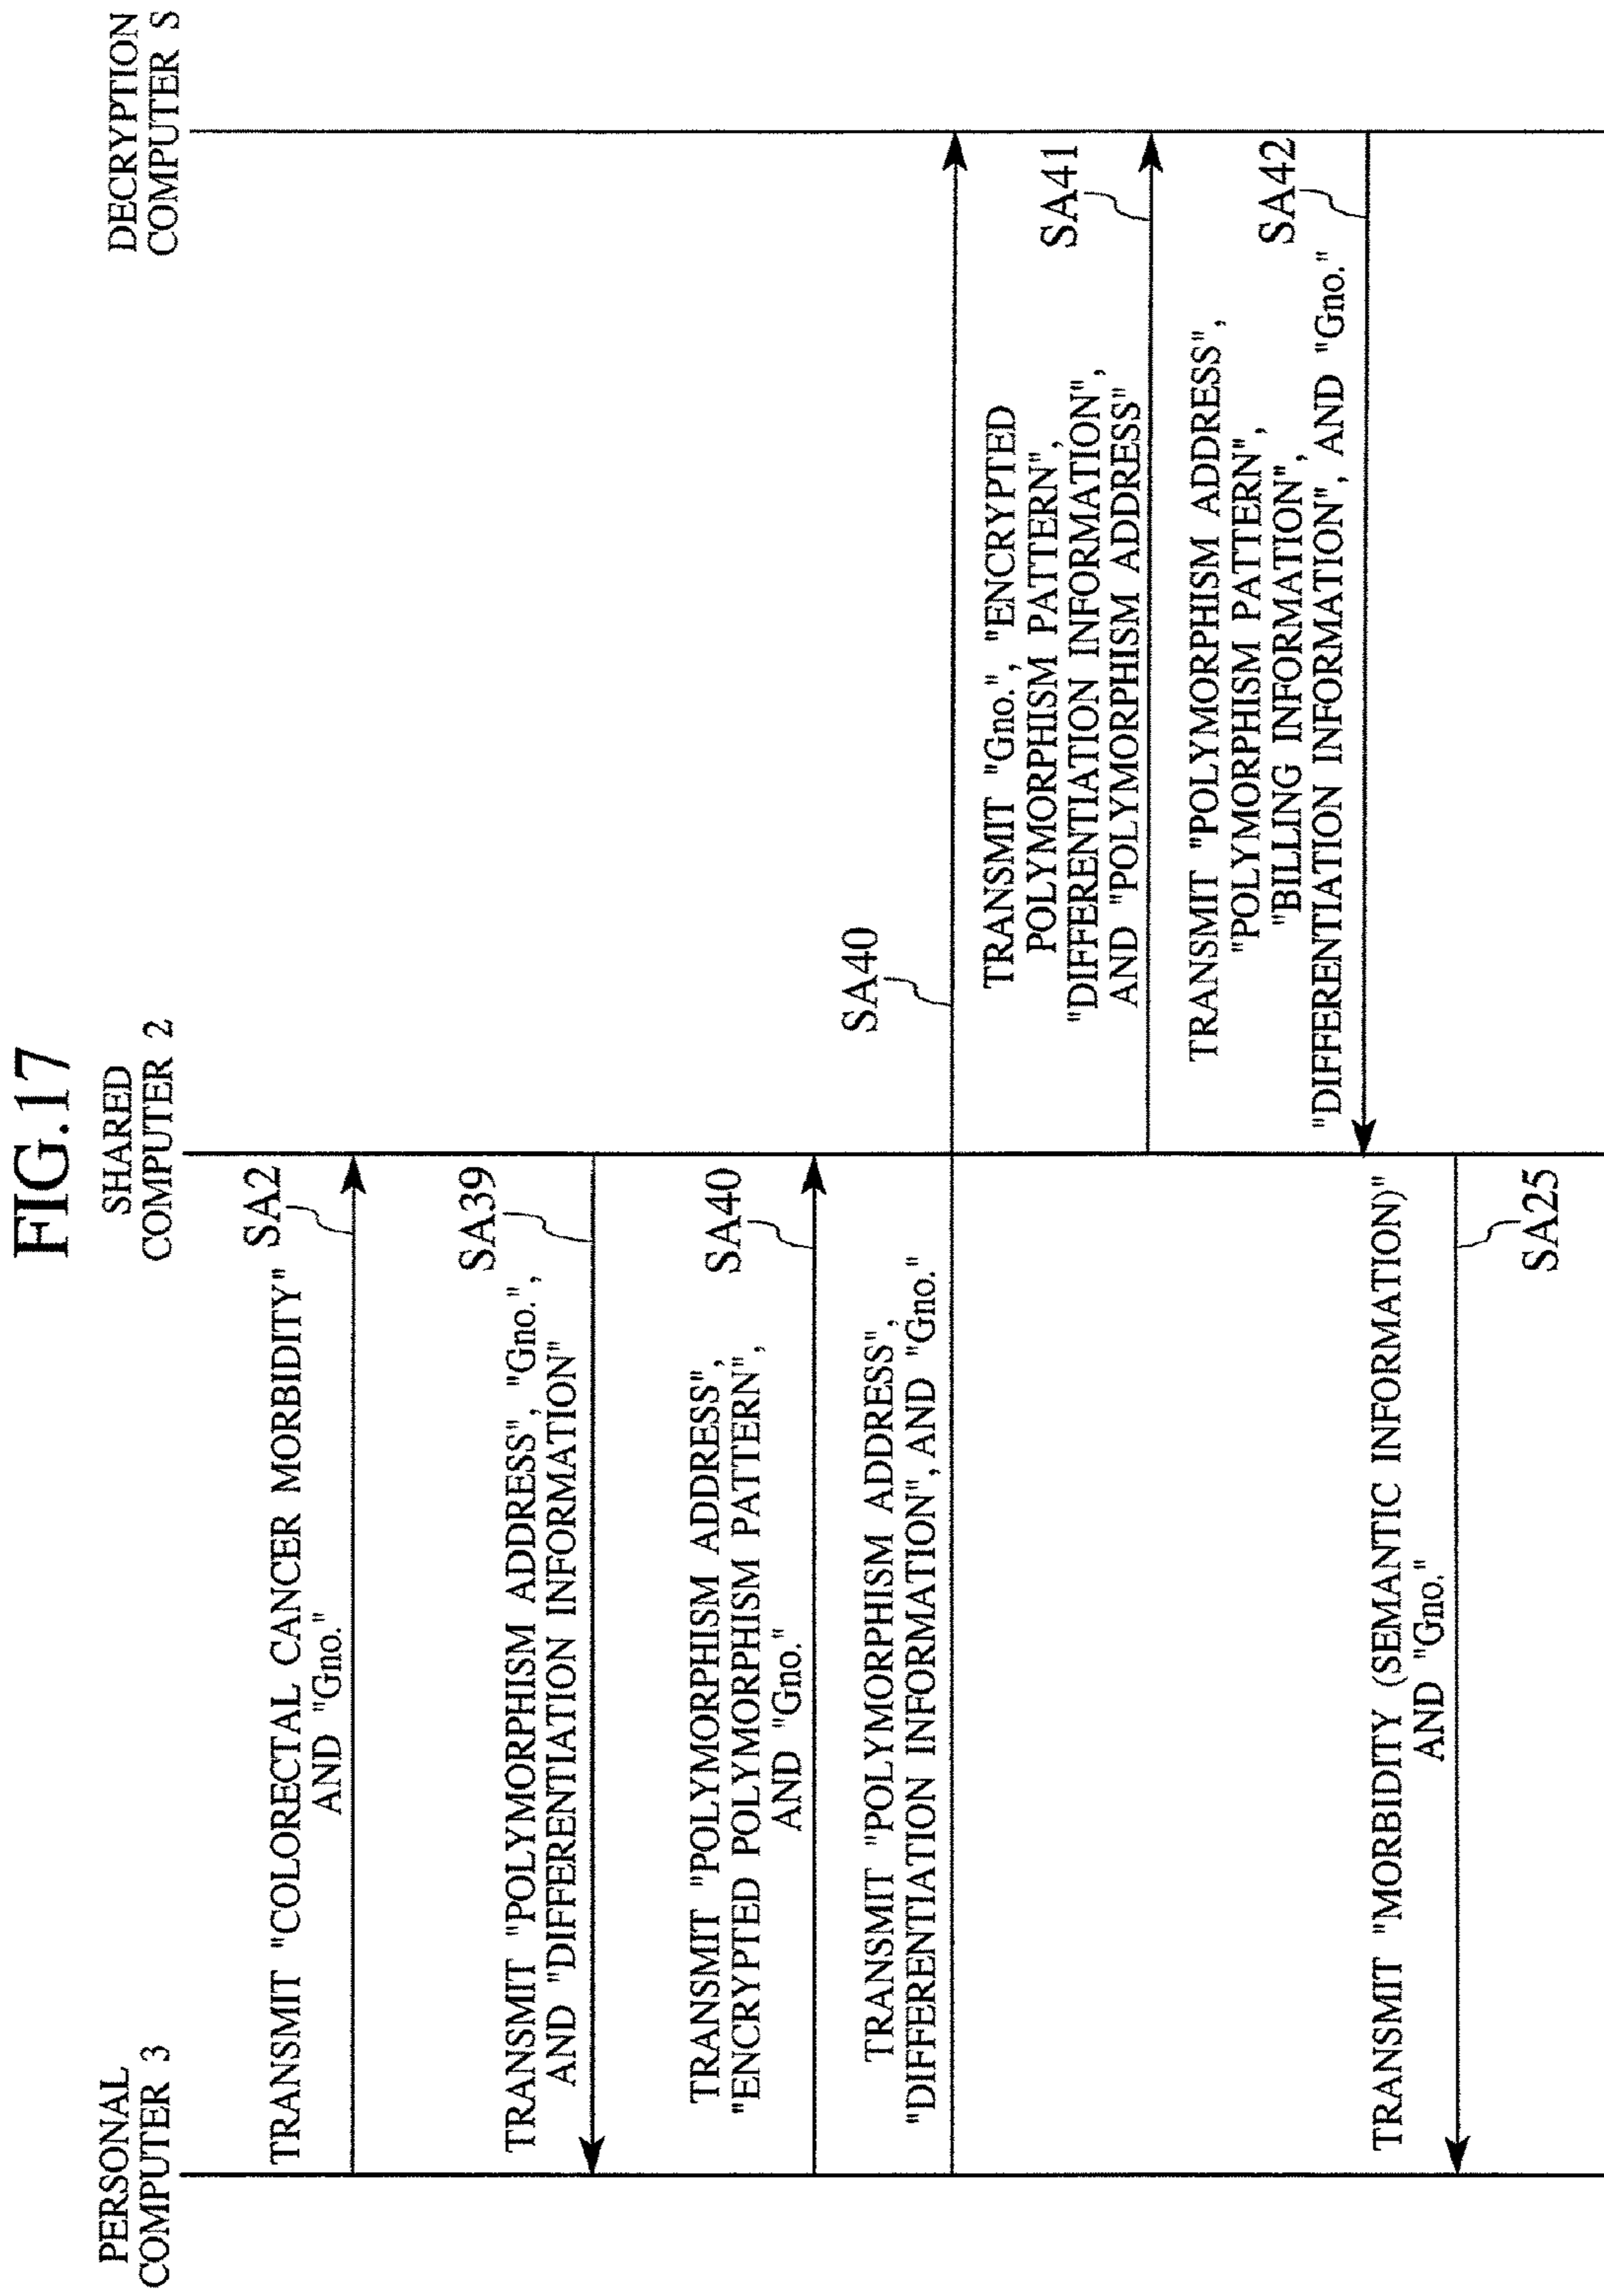 FIG.17
PERSONAL
COMPUTER 3
SHARED
COMPUTER 2
DECRYPTION
COMPUTER S
TRANSMIT "COLORECTAL CANCER MORBIDITY"
AND "Gno."
SA2
TRANSMIT "POLYMORPHISM ADDRESS", "Gno.",
AND "DIFFERENTIATION INFORMATION"
SA39
TRANSMIT "POLYMORPHISM ADDRESS",
"ENCRYPTED POLYMORPHISM PATTERN",
AND "Gno."
SA40
TRANSMIT "POLYMORPHISM ADDRESS",
"DIFFERENTIATION INFORMATION", AND "Gno."
SA40
TRANSMIT "Gno.", "ENCRYPTED
POLYMORPHISM PATTERN",
"DIFFERENTIATION INFORMATION",
AND "POLYMORPHISM ADDRESS"
SA41
TRANSMIT "POLYMORPHISM ADDRESS",
"POLYMORPHISM PATTERN",
"BILLING INFORMATION",
"DIFFERENTIATION INFORMATION", AND "Gno."
SA42
TRANSMIT "MORBIDITY (SEMANTIC INFORMATION)"
AND "Gno."
SA25